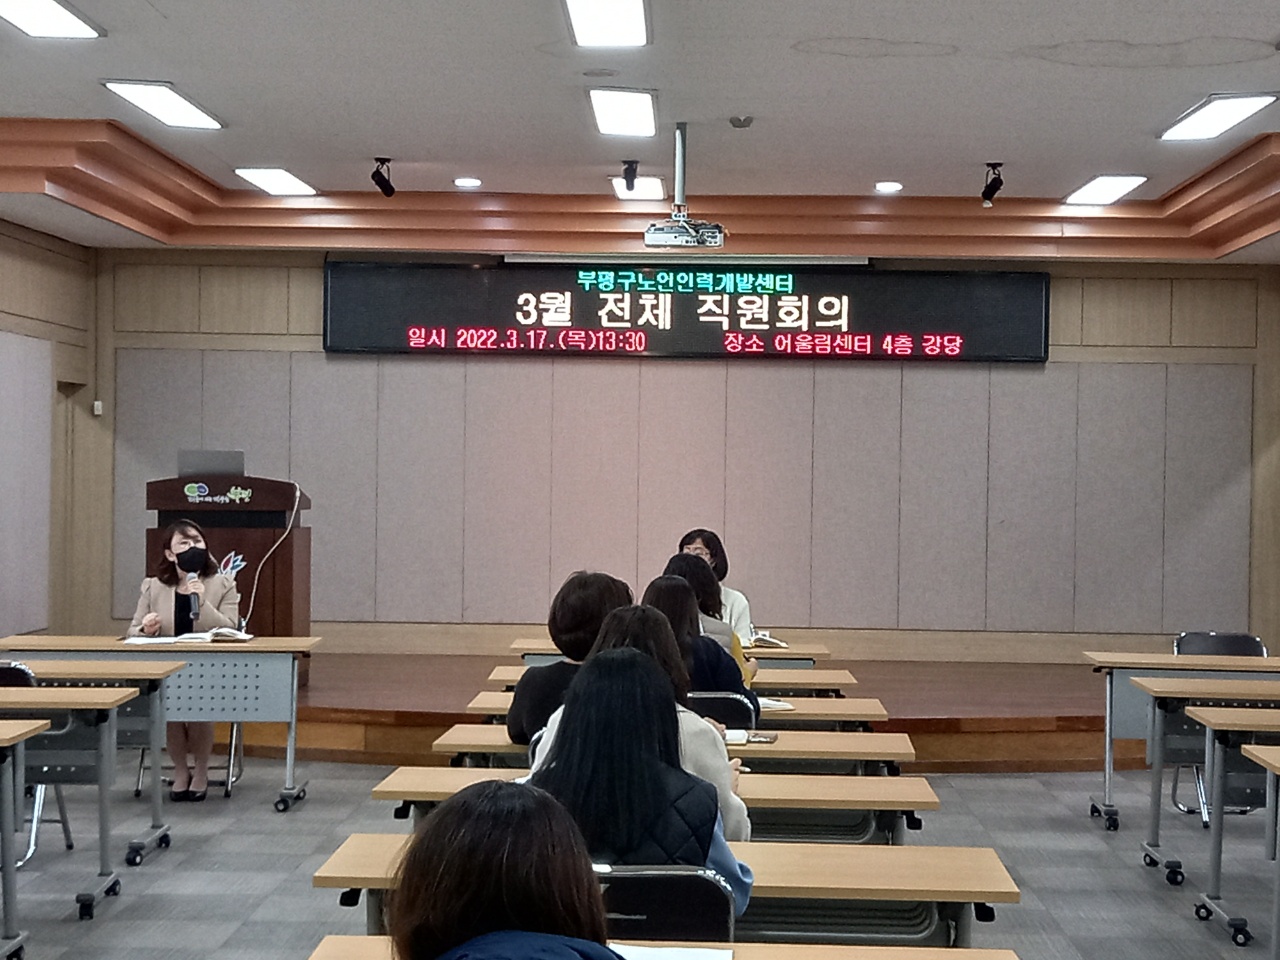 부평구노인인력개발센터
3월 전체 직원회의
일시 2022.3.17.(목)13:30 장소 어울림센터 4층 강당
부평